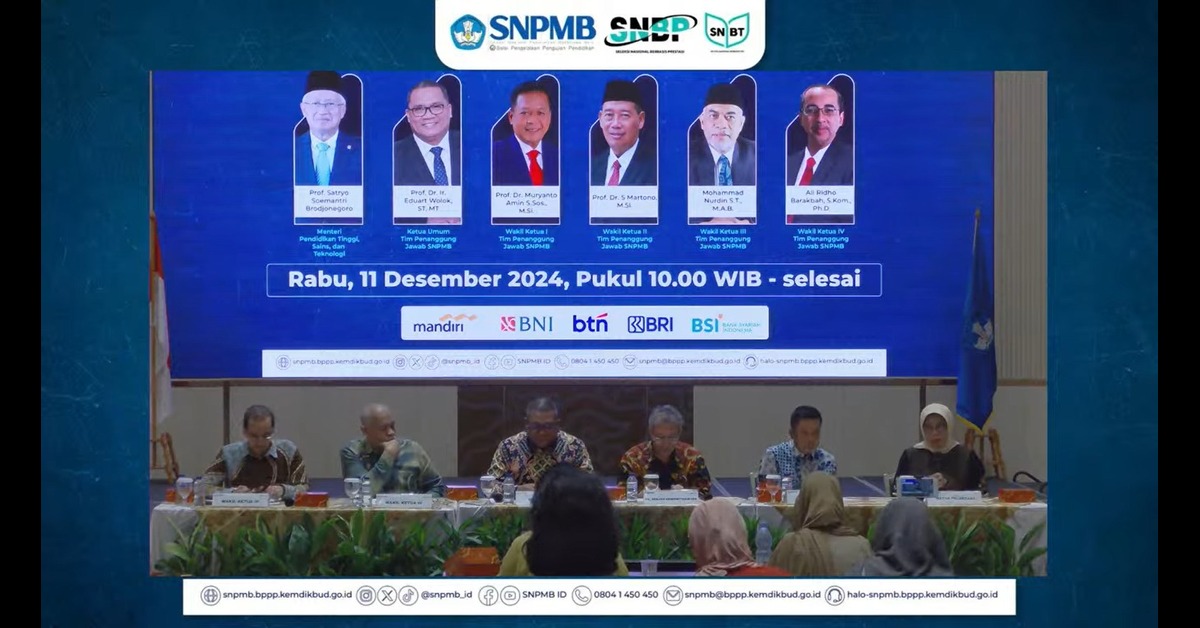 SNPMB
Balai Pengelolaan Pengujian Pendidikan
SNBP
SELEKSI NASIONAL BERDASARKAN PRESTASI
SNBT
Prof. Satryo
Soemantri
Brodjonegoro
Menteri
Pendidikan Tinggi,
Sains, dan
Teknologi
Prof. Dr. Ir.
Eduart Wolok,
ST, MT
Ketua Umum
Tim Penanggung
Jawab SNPMB
Prof. Dr. Muryanto
Amin S.Sos.,
M.Si.
Wakil Ketua I
Tim Penanggung
Jawab SNPMB
Prof. Dr. S Martono,
M.Si.
Wakil Ketua II
Tim Penanggung
Jawab SNPMB
Mohammad
Nurdin S.T.,
M.A.B.
Wakil Ketua III
Tim Penanggung
Jawab SNPMB
Ali Ridho
Barakbah, S.Kom.,
Ph.D
Wakil Ketua IV
Tim Penanggung
Jawab SNPMB
Rabu, 11 Desember 2024, Pukul 10.00 WIB - selesai
mandiri BNI btn BRI BSI BANK SYARIAH INDONESIA
snpmb.bppp.kemdikbud.go.id @snpmb_id SNPMB ID 0804 1 450 450 snpmb@bppp.kemdikbud.go.id halo-snpmb.bppp.kemdikbud.go.id
snpmb.bppp.kemdikbud.go.id @snpmb_id SNPMB ID 0804 1 450 450 snpmb@bppp.kemdikbud.go.id halo-snpmb.bppp.kemdikbud.go.id